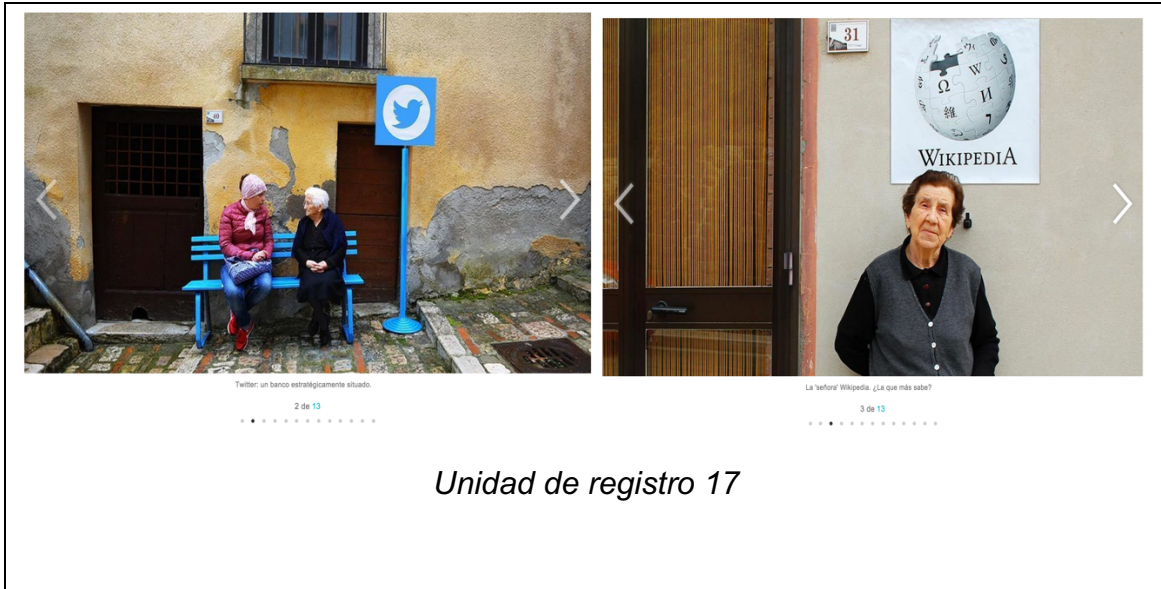 40
31
Ω
W
И
維
WIKIPEDIA
Twitter: un banco estratégicamente situado.
2 de 13
La 'señora' Wikipedia. ¿La que más sabe?
3 de 13
Unidad de registro 17